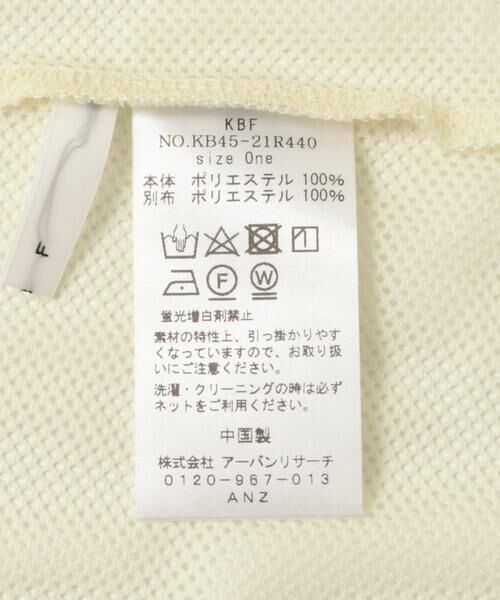 KBF
NO.KB45-21R440
size One
本体 ポリエステル 100%
別布 ポリエステル 100%
F
W
蛍光増白剤禁止
素材の特性上、引っ掛かりやす
くなっていますので、お取り扱
いにご注意ください。
洗濯・クリーニングの時は必ず
ネットをご利用ください。
中国製
株式会社 アーバンリサーチ
0120-967-013
ANZ
F